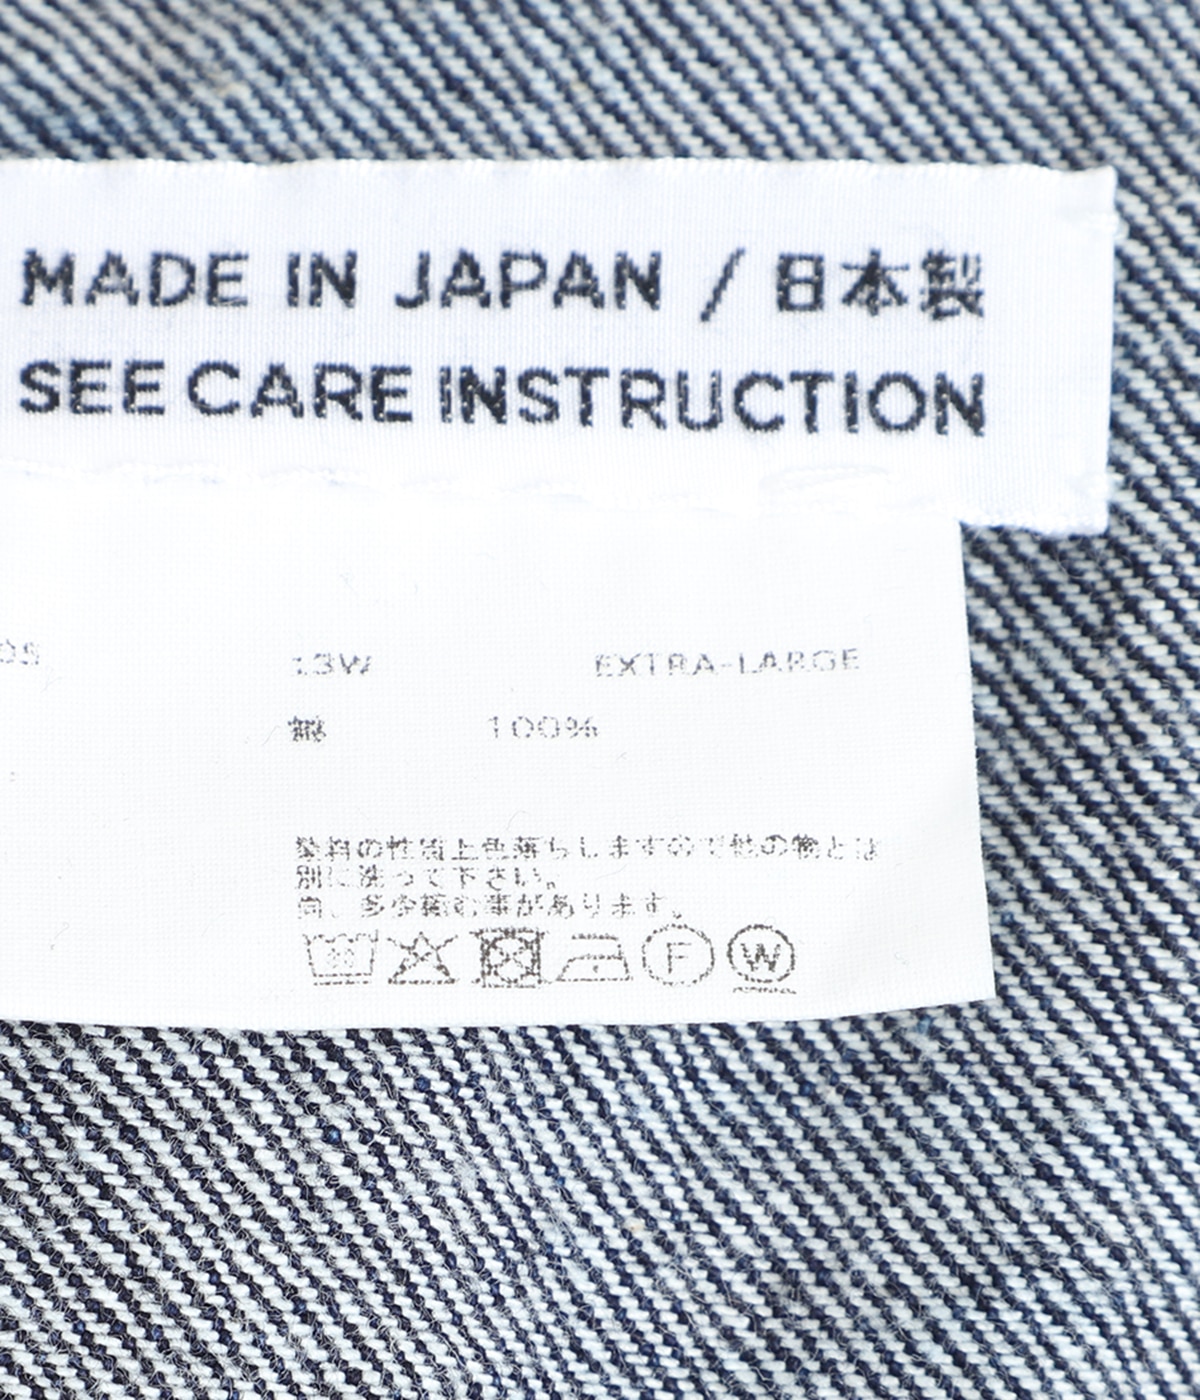 MADE IN JAPAN / 日本製
SEE CARE INSTRUCTION
13W EXTRA-LARGE
綿 100%
染料の性質上色落ちしますので他の物とは
別に洗って下さい。
尚、多少縮む事があります。
30 F W